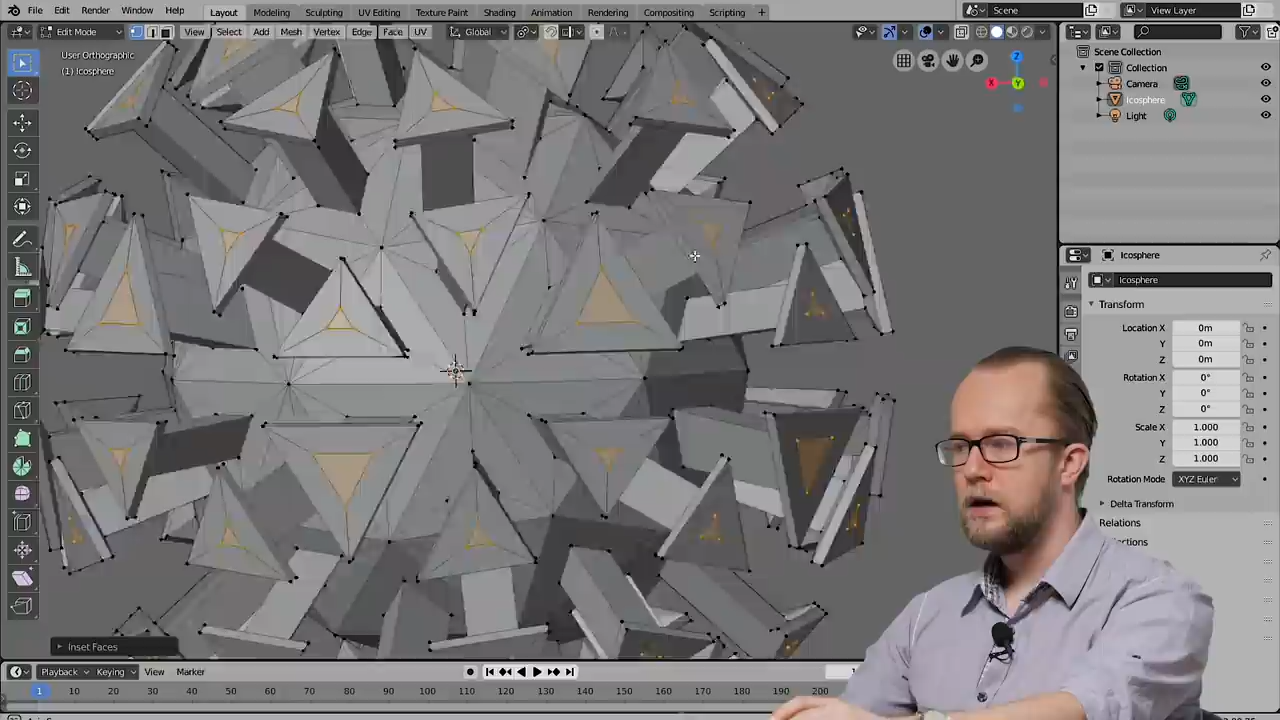 File Edit Render Window Help
Layout Modeling Sculpting UV Editing Texture Paint Shading Animation Rendering Compositing Scripting +
Scene
View Layer
Edit Mode
View Select Add Mesh Vertex Edge Face UV
Global
User Orthographic
(1) Icosphere
Z
X
Y
Scene Collection
Collection
Camera
Icosphere
Light
Icosphere
Icosphere
Transform
Location X 0m
Y 0m
Z 0m
Rotation X 0°
Y 0°
Z 0°
Scale X 1.000
Y 1.000
Z 1.000
Rotation Mode XYZ Euler
Delta Transform
Relations
Inset Faces
Playback Keying View Marker
1 10 20 30 40 50 60 70 80 90 100 110 120 130 140 150 160 170 180 190 200